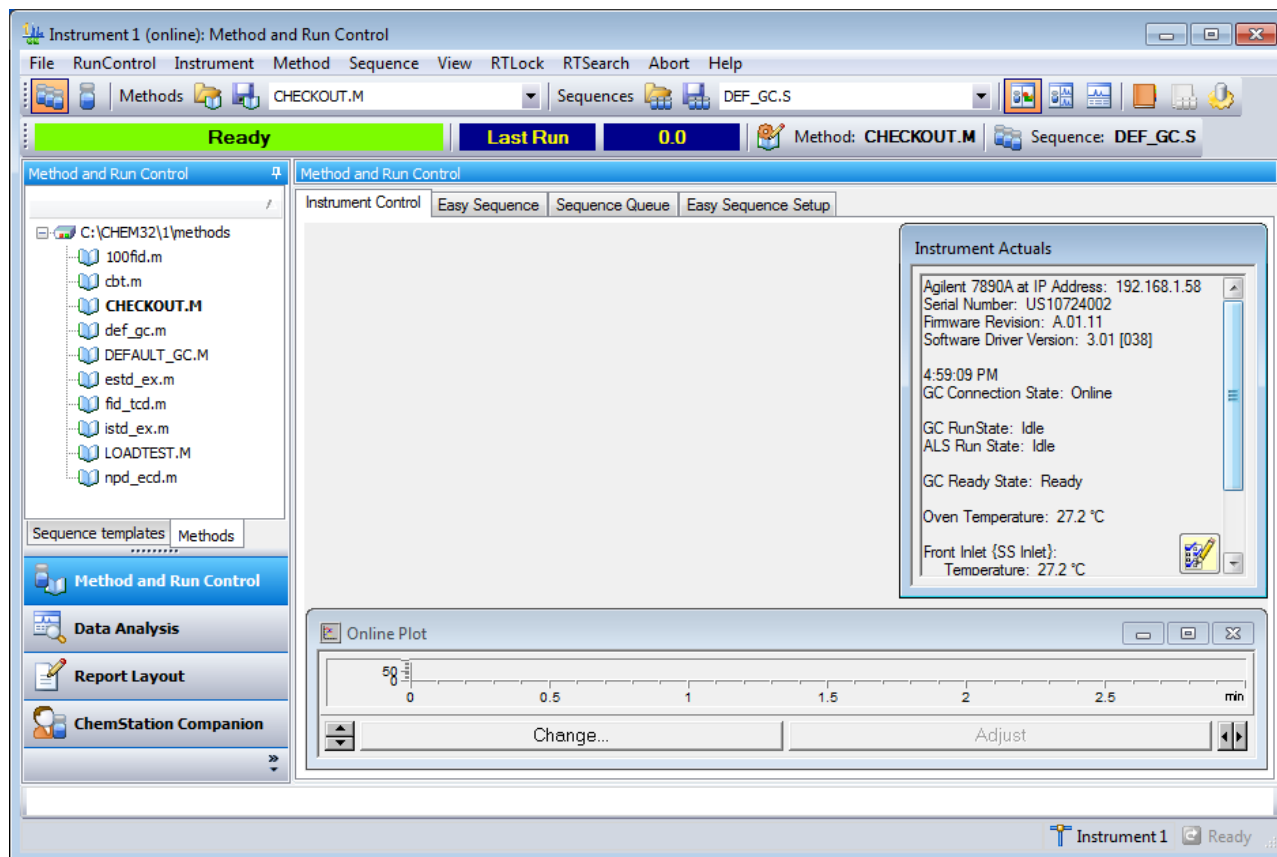 Instrument 1 (online): Method and Run Control
File RunControl Instrument Method Sequence View RTLock RTSearch Abort Help
Methods CHECKOUT.M Sequences DEF_GC.S
Ready Last Run 0.0 Method: CHECKOUT.M Sequence: DEF_GC.S
Method and Run Control
C:\CHEM32\1\methods
100fid.m
cbt.m
CHECKOUT.M
def_gc.m
DEFAULT_GC.M
estd_ex.m
fid_tcd.m
istd_ex.m
LOADTEST.M
npd_ecd.m
Sequence templates Methods
Method and Run Control
Data Analysis
Report Layout
ChemStation Companion
Method and Run Control
Instrument Control Easy Sequence Sequence Queue Easy Sequence Setup
Instrument Actuals
Agilent 7890A at IP Address: 192.168.1.58
Serial Number: US10724002
Firmware Revision: A.01.11
Software Driver Version: 3.01 [038]
4:59:09 PM
GC Connection State: Online
GC RunState: Idle
ALS Run State: Idle
GC Ready State: Ready
Oven Temperature: 27.2 °C
Front Inlet {SS Inlet}:
Temperature: 27.2 °C
Online Plot
50
0
0 0.5 1 1.5 2 2.5 min
Change... Adjust
Instrument 1 Ready